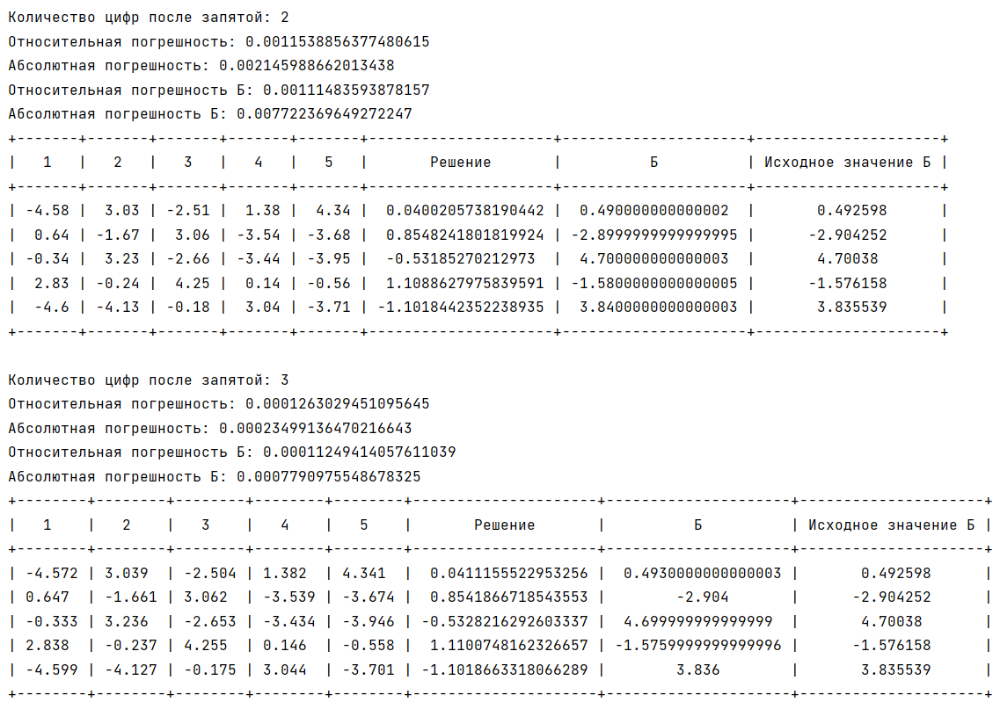 Количество цифр после запятой: 2
Относительная погрешность: 0.0011538856377480615
Абсолютная погрешность: 0.002145988662013438
Относительная погрешность Б: 0.00111483593878157
Абсолютная погрешность Б: 0.007722369649272247
+-------+-------+-------+-------+-------+---------------------+---------------------+---------------------+
|   1   |   2   |   3   |   4   |   5   |       Решение       |          Б          | Исходное значение Б |
+-------+-------+-------+-------+-------+---------------------+---------------------+---------------------+
| -4.58 |  3.03 | -2.51 |  1.38 |  4.34 |  0.0400205738190442 |  0.490000000000002  |       0.492598      |
|  0.64 | -1.67 |  3.06 | -3.54 | -3.68 |  0.8548241801819924 | -2.8999999999999995 |      -2.904252      |
| -0.34 |  3.23 | -2.66 | -3.44 | -3.95 |  -0.53185270212973  |  4.700000000000003  |       4.70038       |
|  2.83 | -0.24 |  4.25 |  0.14 | -0.56 |  1.1088627975839591 | -1.5800000000000005 |      -1.576158      |
|  -4.6 | -4.13 | -0.18 |  3.04 | -3.71 | -1.1018442352238935 |  3.8400000000000003 |       3.835539      |
+-------+-------+-------+-------+-------+---------------------+---------------------+---------------------+
Количество цифр после запятой: 3
Относительная погрешность: 0.0001263029451095645
Абсолютная погрешность: 0.00023499136470216643
Относительная погрешность Б: 0.00011249414057611039
Абсолютная погрешность Б: 0.0007790975548678325
+--------+--------+--------+--------+--------+---------------------+---------------------+---------------------+
|   1    |   2    |   3    |   4    |   5    |       Решение       |          Б          | Исходное значение Б |
+--------+--------+--------+--------+--------+---------------------+---------------------+---------------------+
| -4.572 | 3.039  | -2.504 | 1.382  | 4.341  |  0.0411155522953256 |  0.4930000000000003 |       0.492598      |
| 0.647  | -1.661 | 3.062  | -3.539 | -3.674 |  0.8541866718543553 |        -2.904       |      -2.904252      |
| -0.333 | 3.236  | -2.653 | -3.434 | -3.946 | -0.5328216292603337 |  4.699999999999999  |       4.70038       |
| 2.838  | -0.237 | 4.255  | 0.146  | -0.558 |  1.1100748162326657 | -1.5759999999999996 |      -1.576158      |
| -4.599 | -4.127 | -0.175 | 3.044  | -3.701 | -1.1018663318066289 |        3.836        |       3.835539      |
+--------+--------+--------+--------+--------+---------------------+---------------------+---------------------+